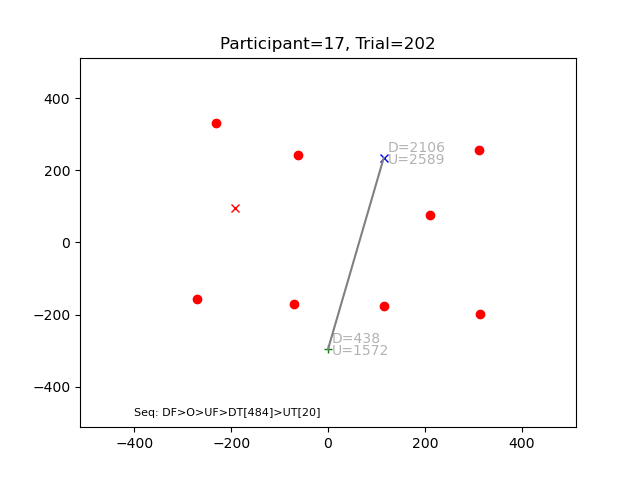 Participant=17, Trial=202
400
200
0
−200
−400
D=2106
U=2589
D=438
U=1572
Seq: DF>O>UF>DT[484]>UT[20]
−400 −200 0 200 400